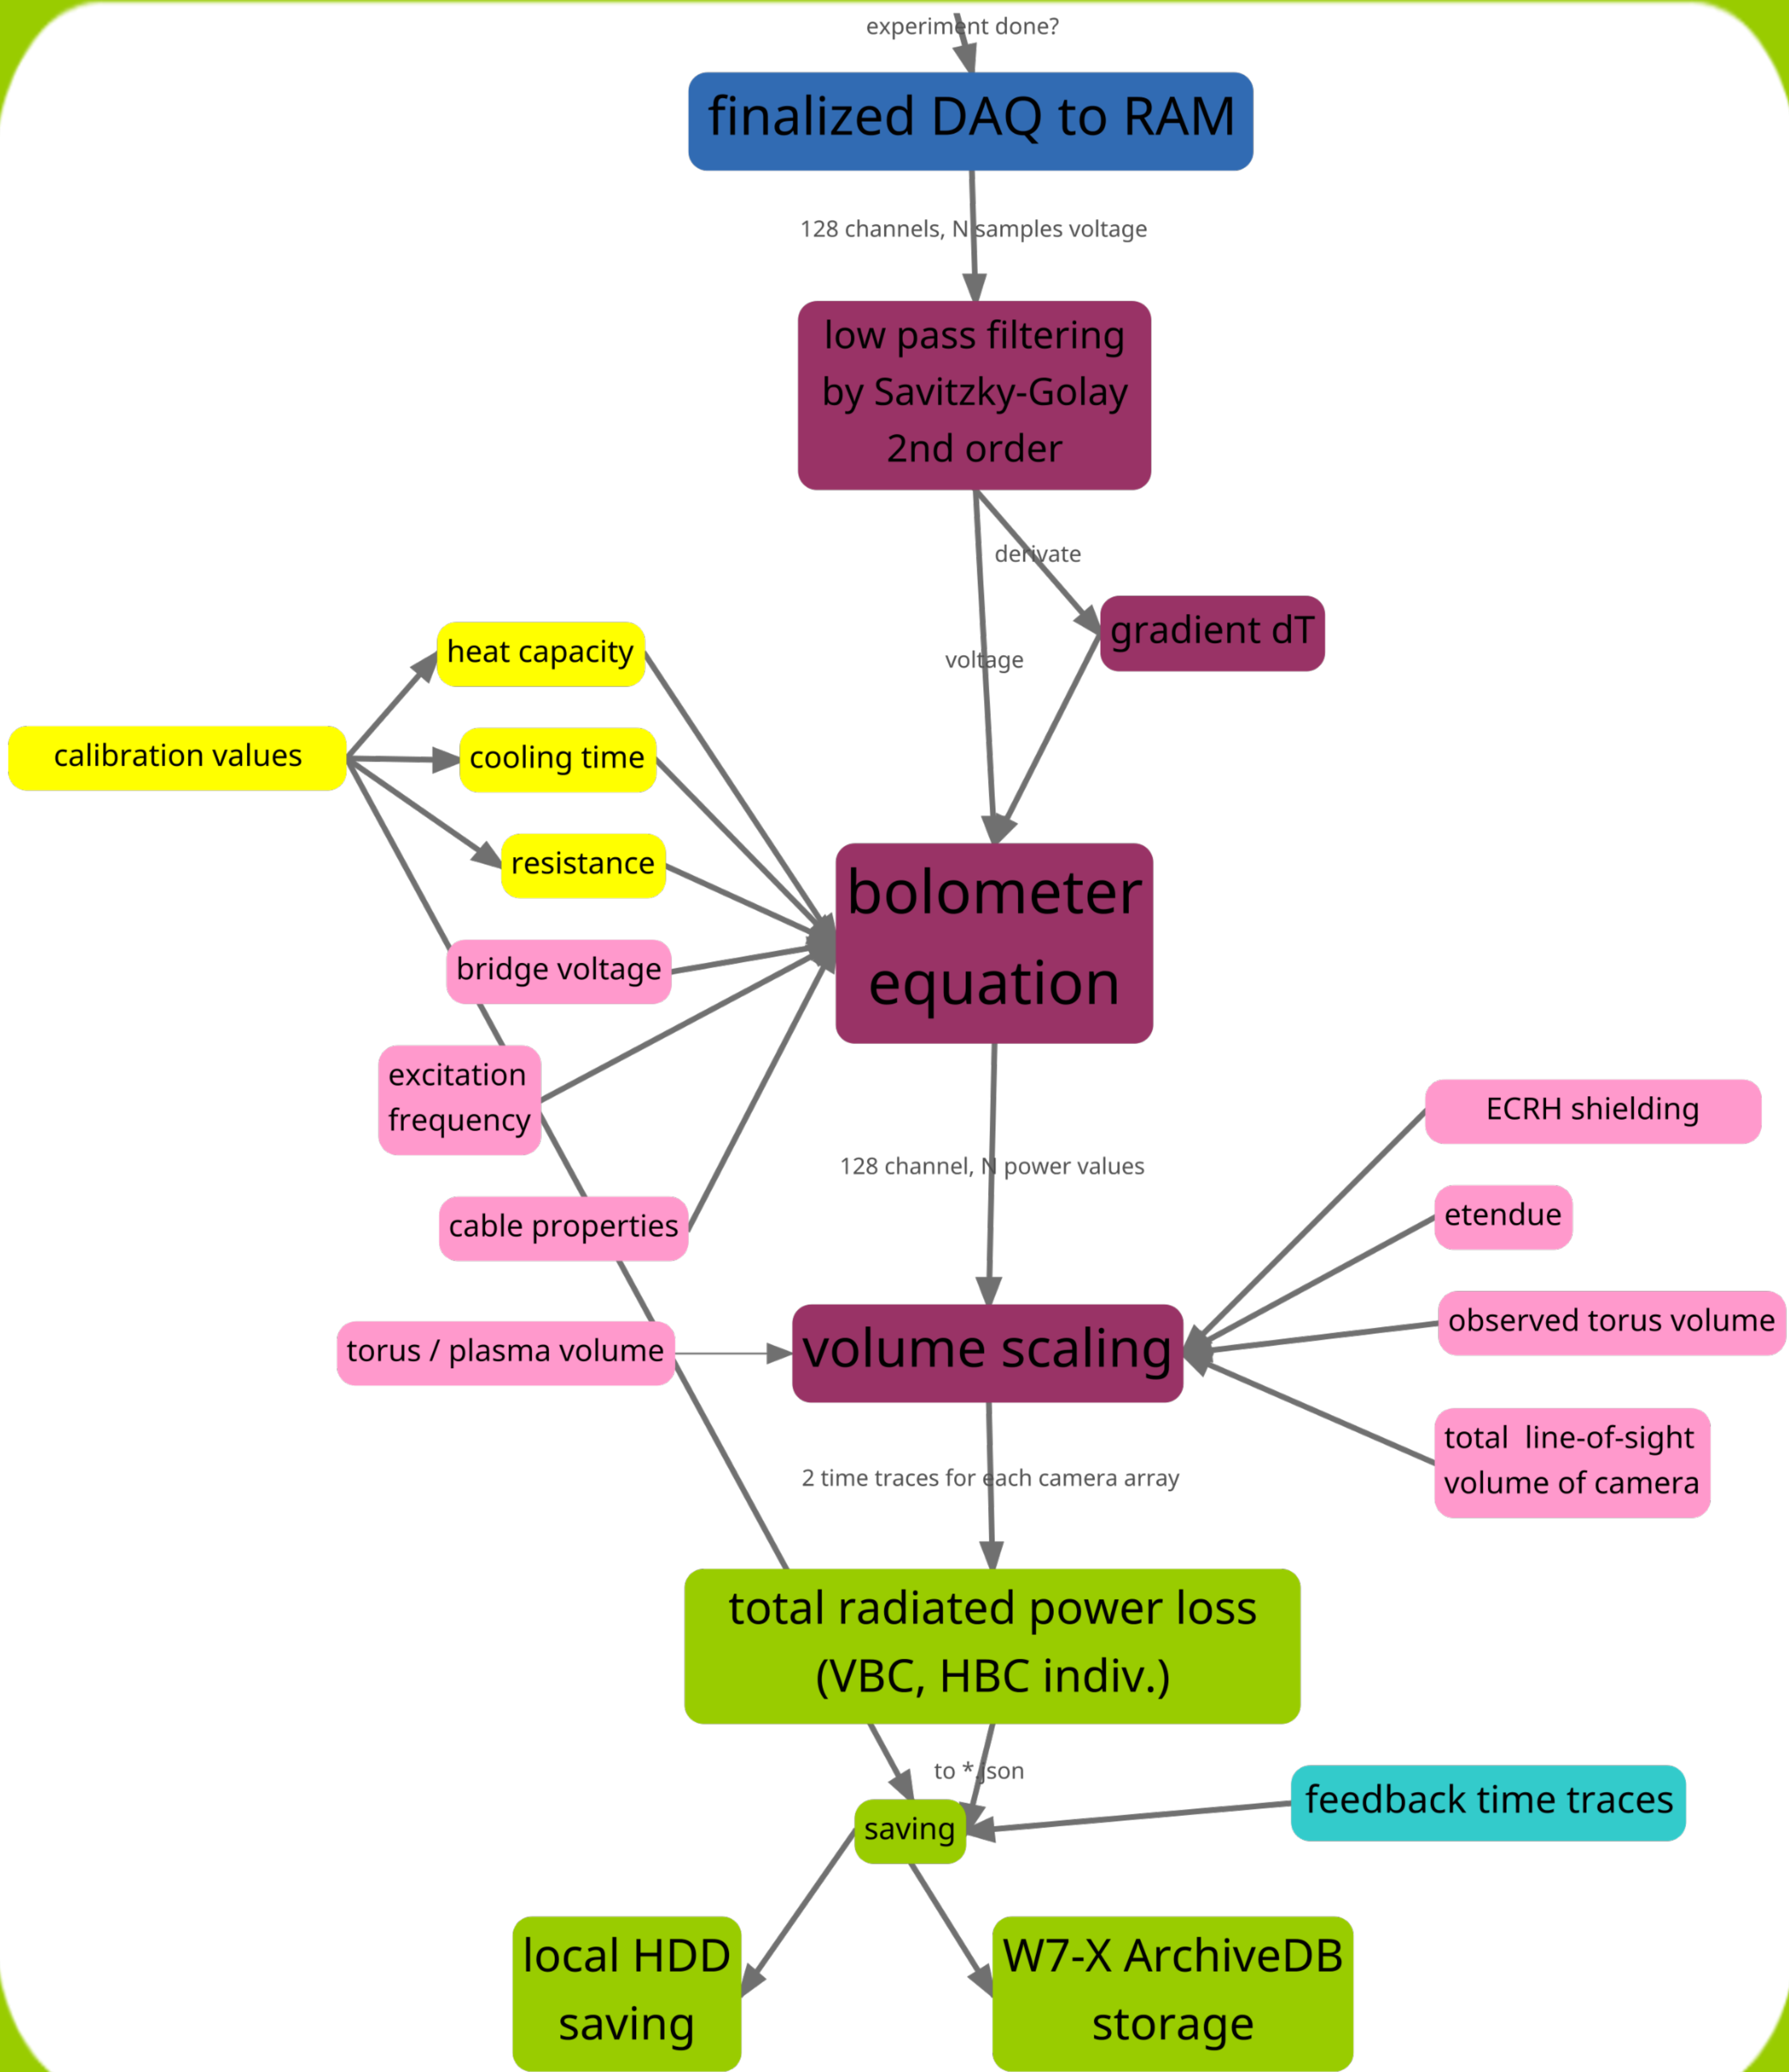 experiment done?
finalized DAQ to RAM
128 channels, N samples voltage
low pass filtering
by Savitzky-Golay
2nd order
derivate
gradient dT
voltage
heat capacity
calibration values
cooling time
resistance
bolometer
equation
bridge voltage
excitation
frequency
ECRH shielding
128 channel, N power values
cable properties
etendue
observed torus volume
torus / plasma volume
volume scaling
total line-of-sight
volume of camera
2 time traces for each camera array
total radiated power loss
(VBC, HBC indiv.)
to *.json
feedback time traces
saving
local HDD
saving
W7-X ArchiveDB
storage